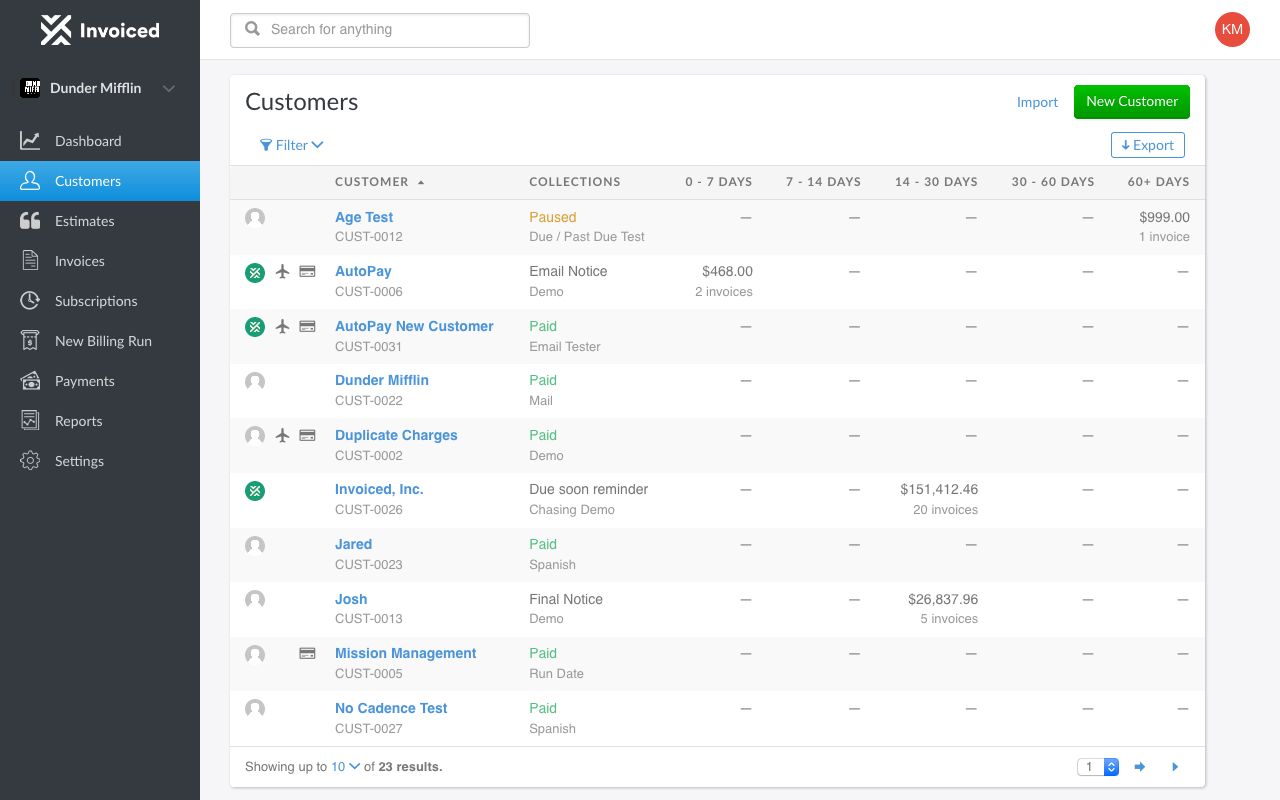 Invoiced
Search for anything
KM
Dunder Mifflin
Dashboard
Customers
Estimates
Invoices
Subscriptions
New Billing Run
Payments
Reports
Settings
Customers
Import
New Customer
Filter
Export
CUSTOMER COLLECTIONS 0 - 7 DAYS 7 - 14 DAYS 14 - 30 DAYS 30 - 60 DAYS 60+ DAYS
Age Test Paused — — — — $999.00
CUST-0012 Due / Past Due Test 1 invoice
AutoPay Email Notice $468.00 — — — —
CUST-0006 Demo 2 invoices
AutoPay New Customer Paid — — — — —
CUST-0031 Email Tester
Dunder Mifflin Paid — — — — —
CUST-0022 Mail
Duplicate Charges Paid — — — — —
CUST-0002 Demo
Invoiced, Inc. Due soon reminder — — $151,412.46 — —
CUST-0026 Chasing Demo 20 invoices
Jared Paid — — — — —
CUST-0023 Spanish
Josh Final Notice — — $26,837.96 — —
CUST-0013 Demo 5 invoices
Mission Management Paid — — — — —
CUST-0005 Run Date
No Cadence Test Paid — — — — —
CUST-0027 Spanish
Showing up to 10 of 23 results.
1